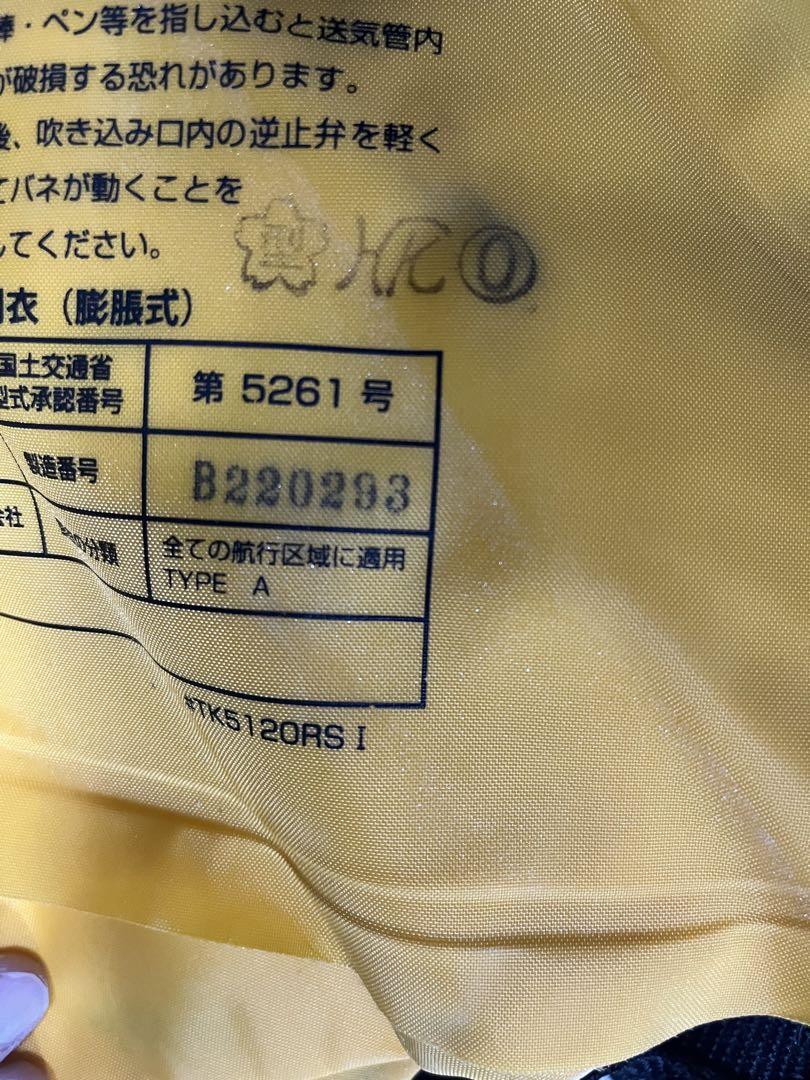 棒・ペン等を指し込むと送気管内
が破損する恐れがあります。
後、吹き込み口内の逆止弁を軽く
てバネが動くことを
してください。
型
衣（膨脹式）
国土交通省
型式承認番号
第 5261 号
製造番号
B220293
会社
分類
全ての航行区域に適用
TYPE A
#TK5120RS I